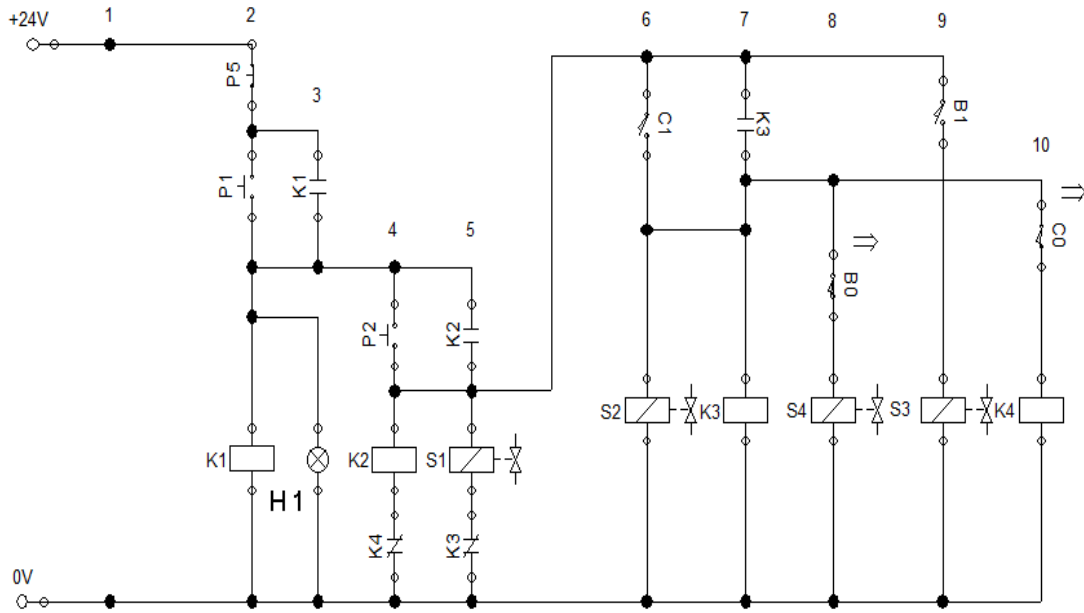 1 2 6 7 8 9
+24V
P5
3
C1 K3 B1
10
P1 K1
4 5
C0
B0
P2 K2
S2 K3 S4 S3 K4
K1 K2 S1
H1
K4 K3
0V